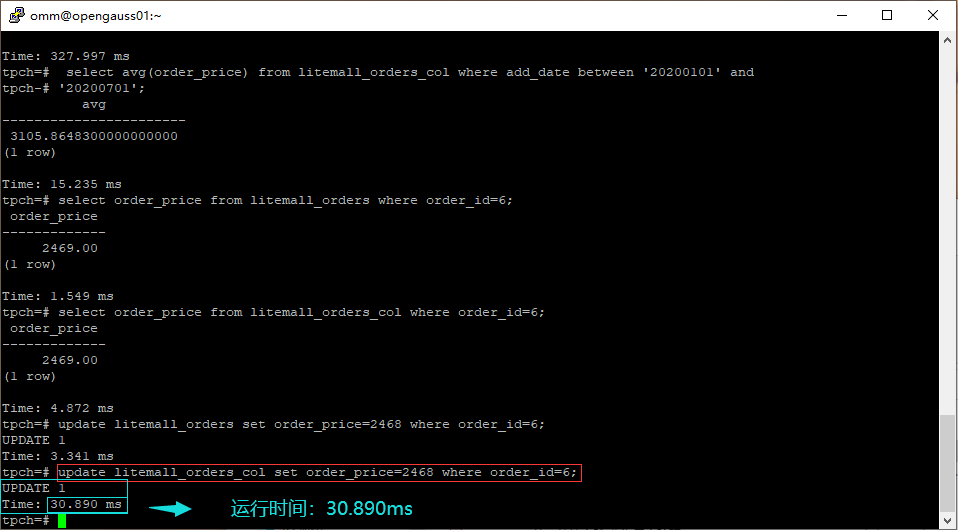 omm@opengauss01:~
Time: 327.997 ms
tpch=#  select avg(order_price) from litemall_orders_col where add_date between '20200101' and
tpch-# '20200701';
          avg
-----------------------
 3105.8648300000000000
(1 row)
Time: 15.235 ms
tpch=# select order_price from litemall_orders where order_id=6;
 order_price
-------------
     2469.00
(1 row)
Time: 1.549 ms
tpch=# select order_price from litemall_orders_col where order_id=6;
 order_price
-------------
     2469.00
(1 row)
Time: 4.872 ms
tpch=# update litemall_orders set order_price=2468 where order_id=6;
UPDATE 1
Time: 3.341 ms
tpch=# update litemall_orders_col set order_price=2468 where order_id=6;
UPDATE 1
Time: 30.890 ms
运行时间：30.890ms
tpch=#